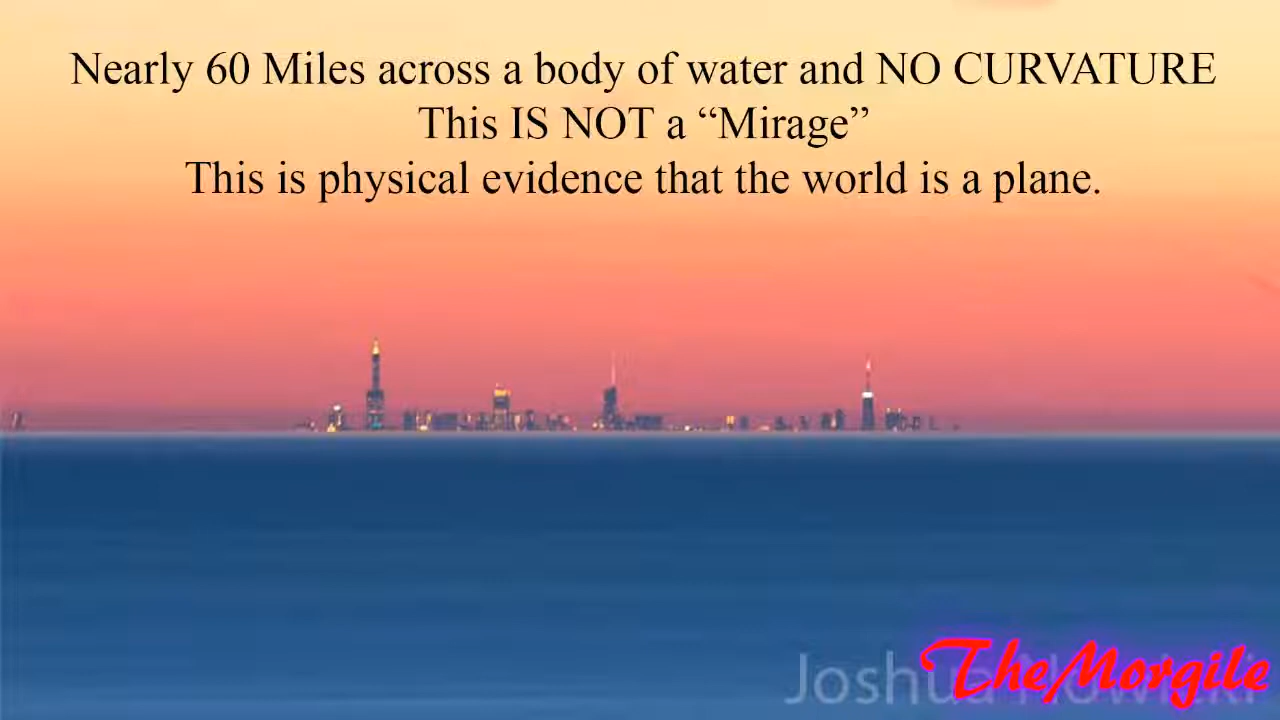 Nearly 60 Miles across a body of water and NO CURVATURE
This IS NOT a “Mirage”
This is physical evidence that the world is a plane.
Joshua
TheMorgile